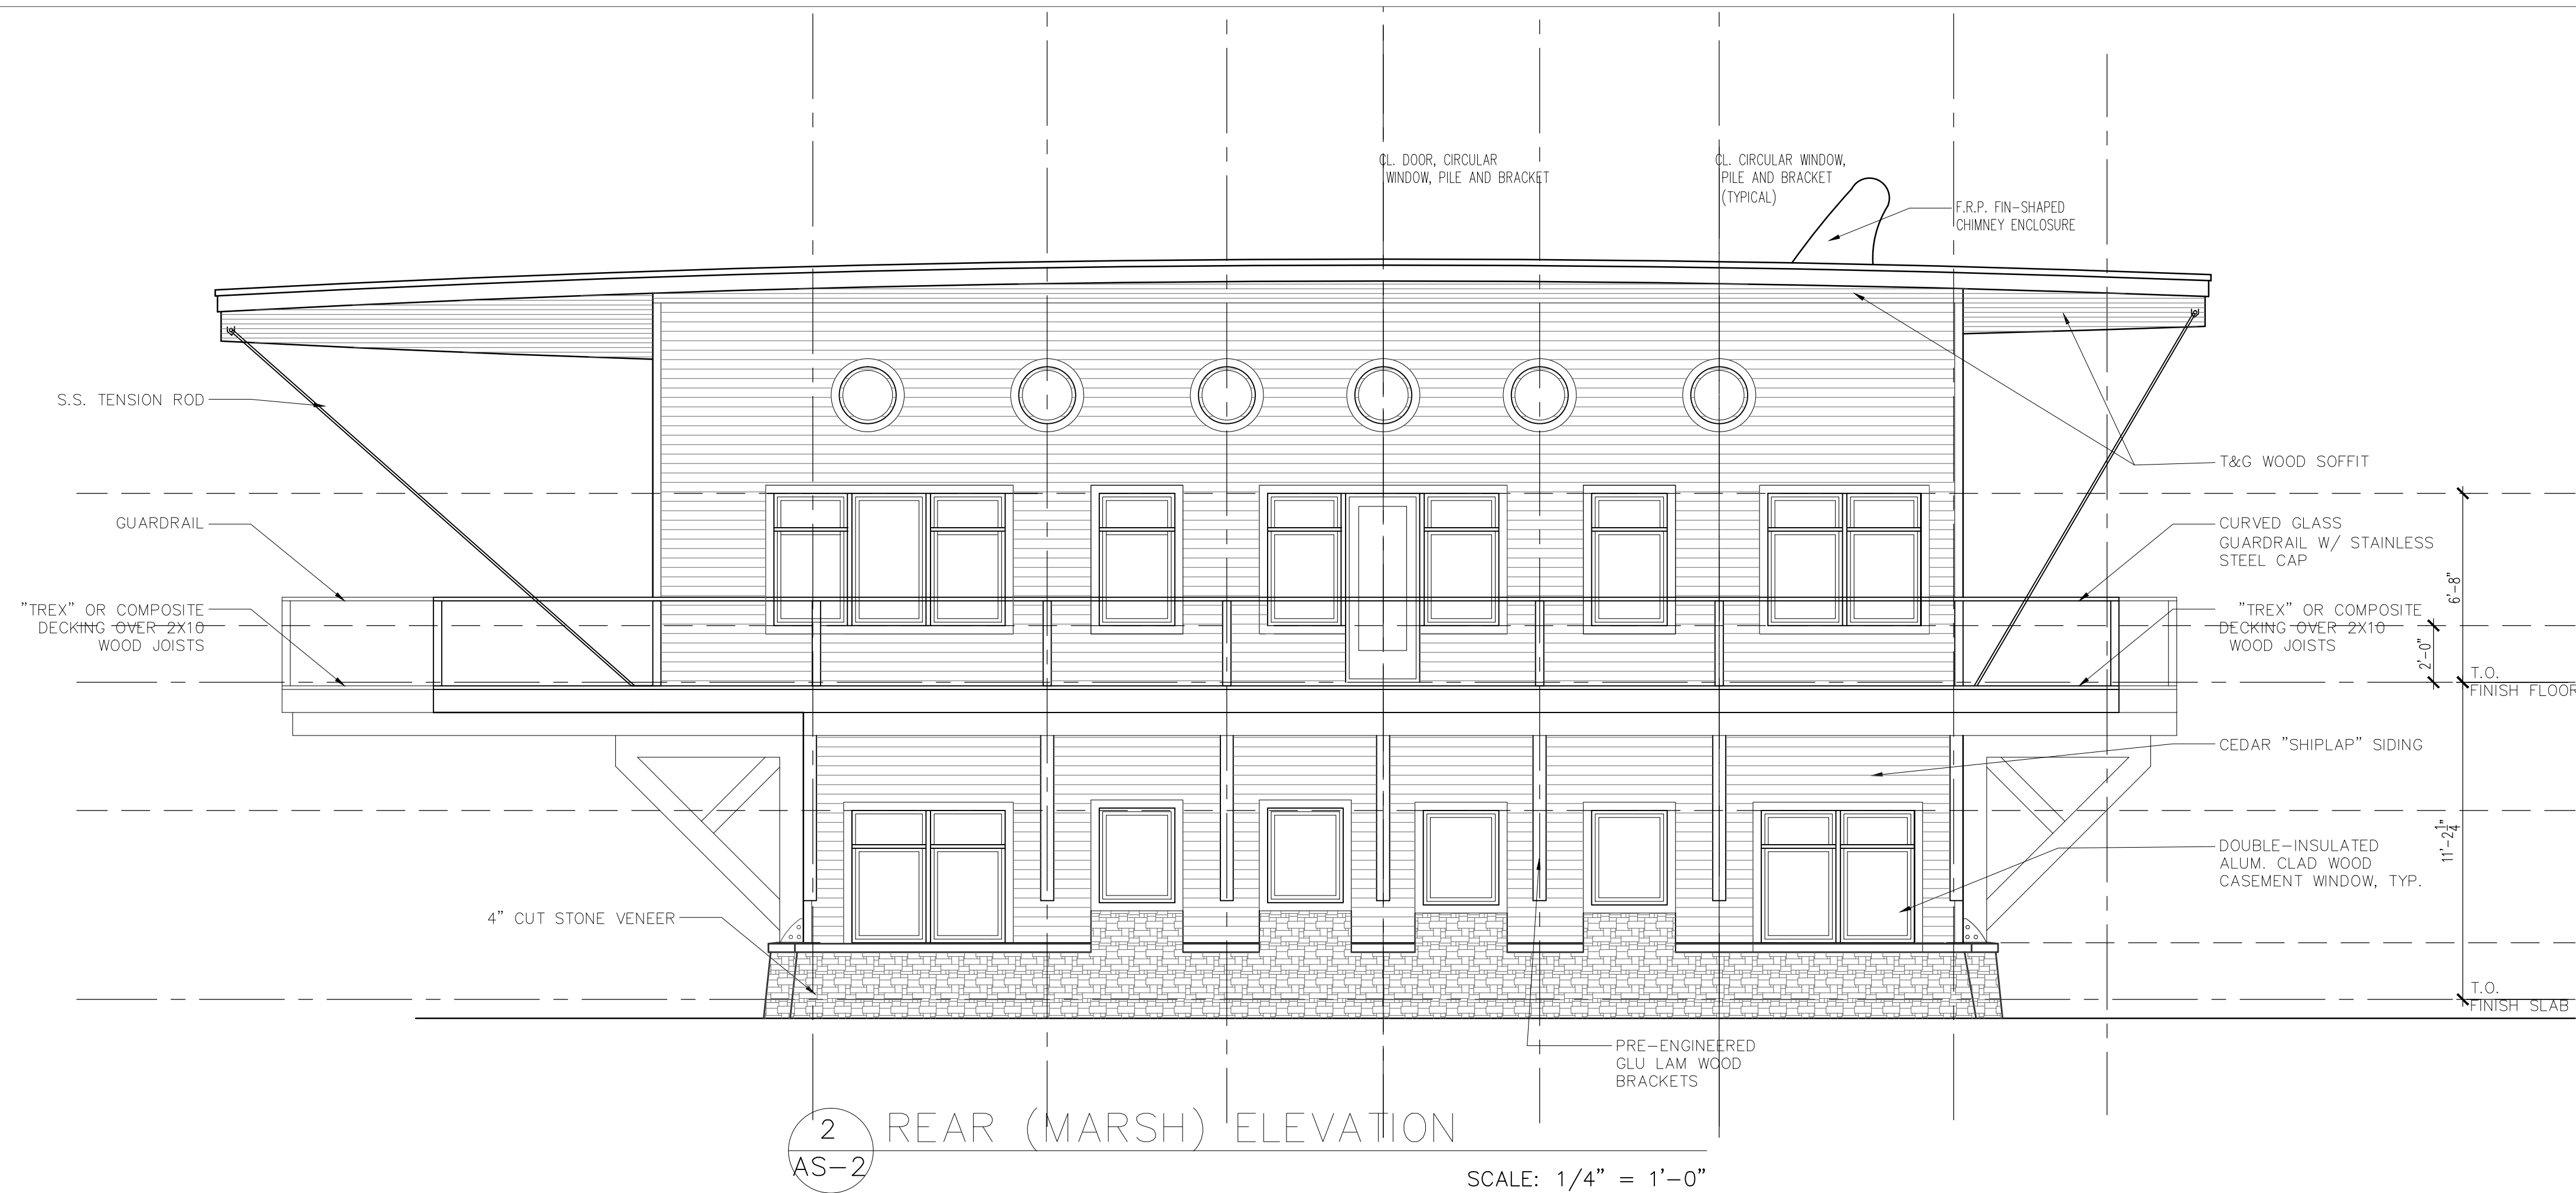 CL. DOOR, CIRCULAR
WINDOW, PILE AND BRACKET
CL. CIRCULAR WINDOW,
PILE AND BRACKET
(TYPICAL)
F.R.P. FIN-SHAPED
CHIMNEY ENCLOSURE
S.S. TENSION ROD
GUARDRAIL
"TREX" OR COMPOSITE
DECKING OVER 2X10
WOOD JOISTS
4" CUT STONE VENEER
T&G WOOD SOFFIT
CURVED GLASS
GUARDRAIL W/ STAINLESS
STEEL CAP
"TREX" OR COMPOSITE
DECKING OVER 2X10
WOOD JOISTS
6'-8"
2'-0"
T.O.
FINISH FLOOR
CEDAR "SHIPLAP" SIDING
11'-2 1/4"
DOUBLE-INSULATED
ALUM. CLAD WOOD
CASEMENT WINDOW, TYP.
T.O.
FINISH SLAB
PRE-ENGINEERED
GLU LAM WOOD
BRACKETS
2
AS-2
REAR (MARSH) ELEVATION
SCALE: 1/4" = 1'-0"